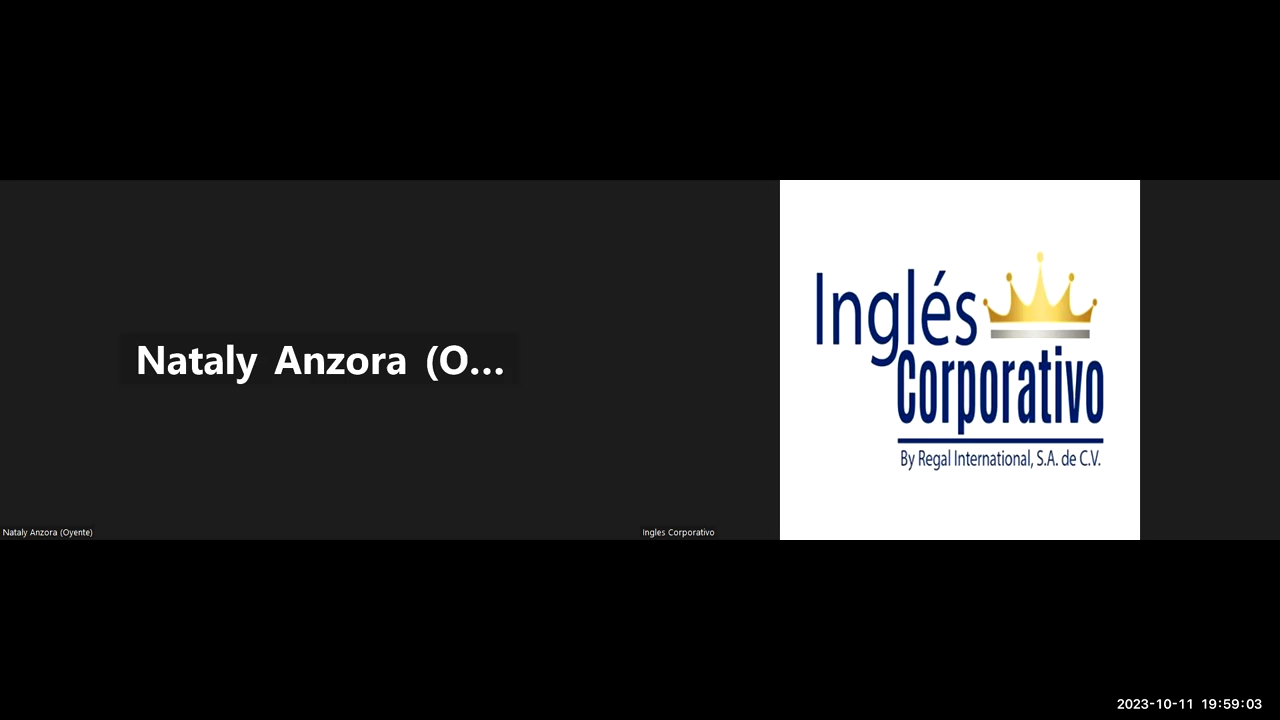 Nataly Anzora (O...
Inglés
Corporativo
By Regal International, S.A. de C.V.
Nataly Anzora (Oyente)
Ingles Corporativo
2023-10-11 19:59:03